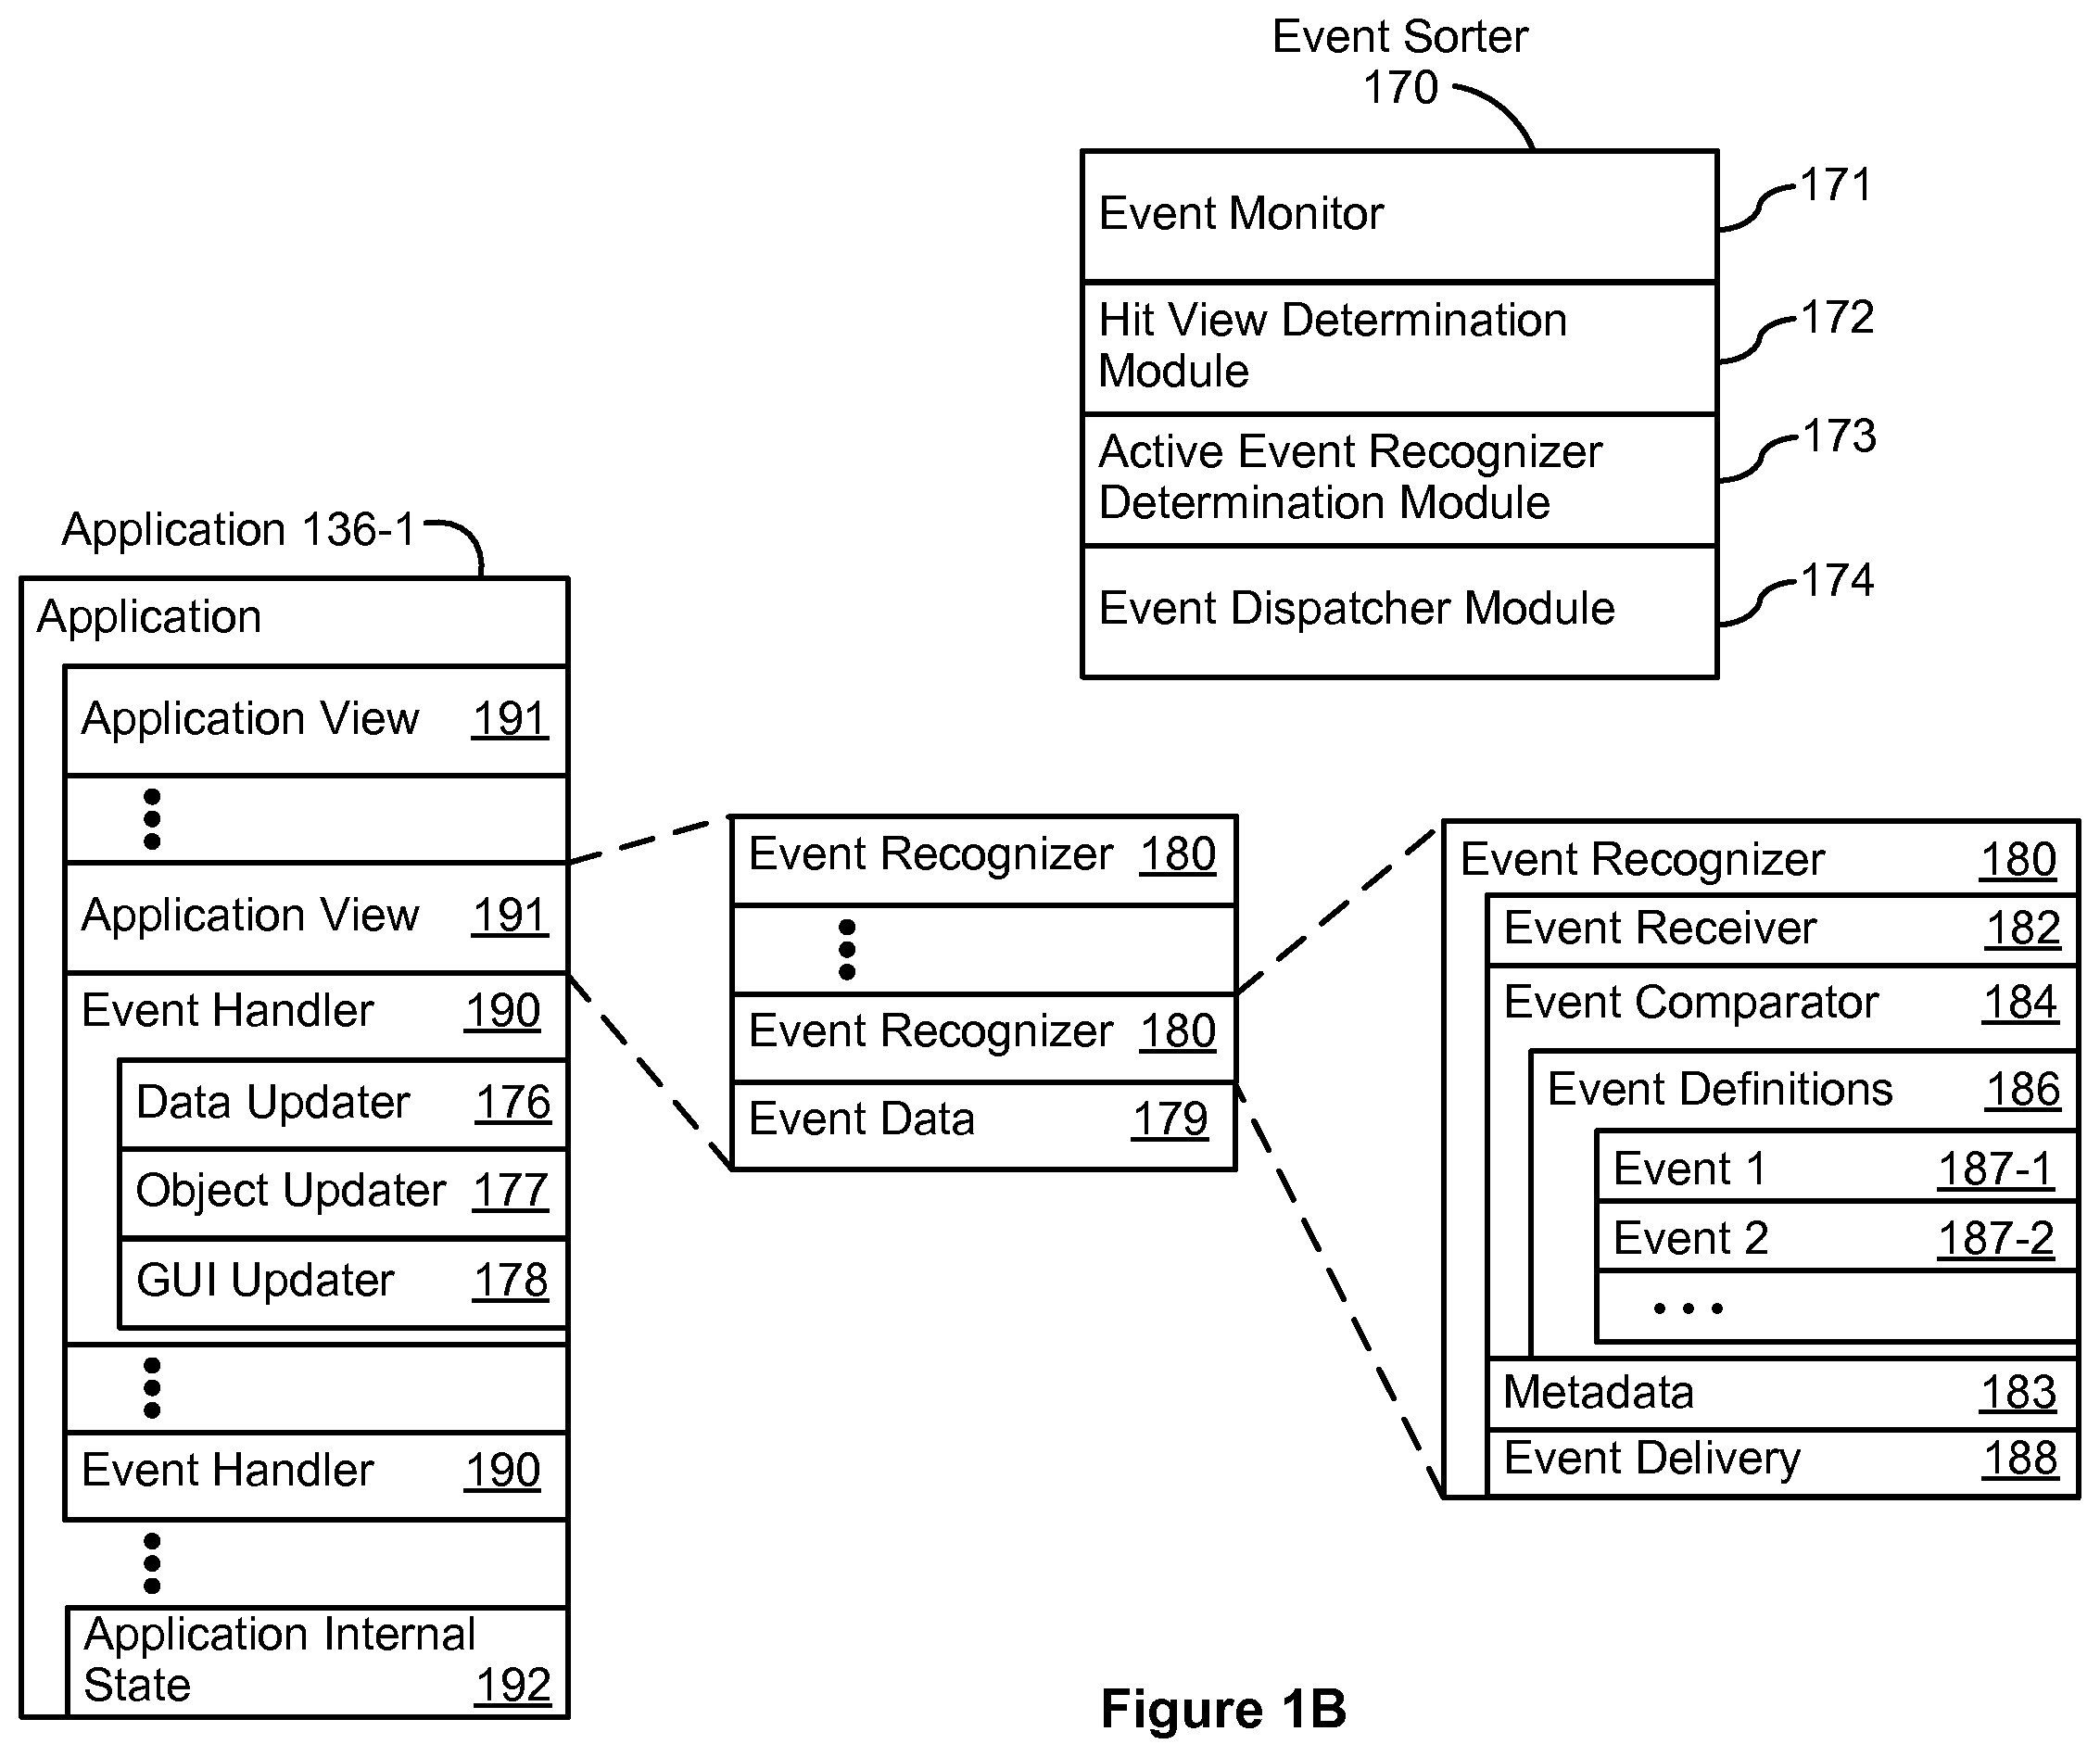 Event Sorter
170
Event Monitor
171
Hit View Determination
Module
172
Active Event Recognizer
Determination Module
173
Event Dispatcher Module
174
Application 136-1
Application
Application View 191
Application View 191
Event Handler 190
Data Updater 176
Object Updater 177
GUI Updater 178
Event Handler 190
Application Internal
State 192
Event Recognizer 180
Event Recognizer 180
Event Data 179
Event Recognizer 180
Event Receiver 182
Event Comparator 184
Event Definitions 186
Event 1 187-1
Event 2 187-2
• • •
Metadata 183
Event Delivery 188
Figure 1B